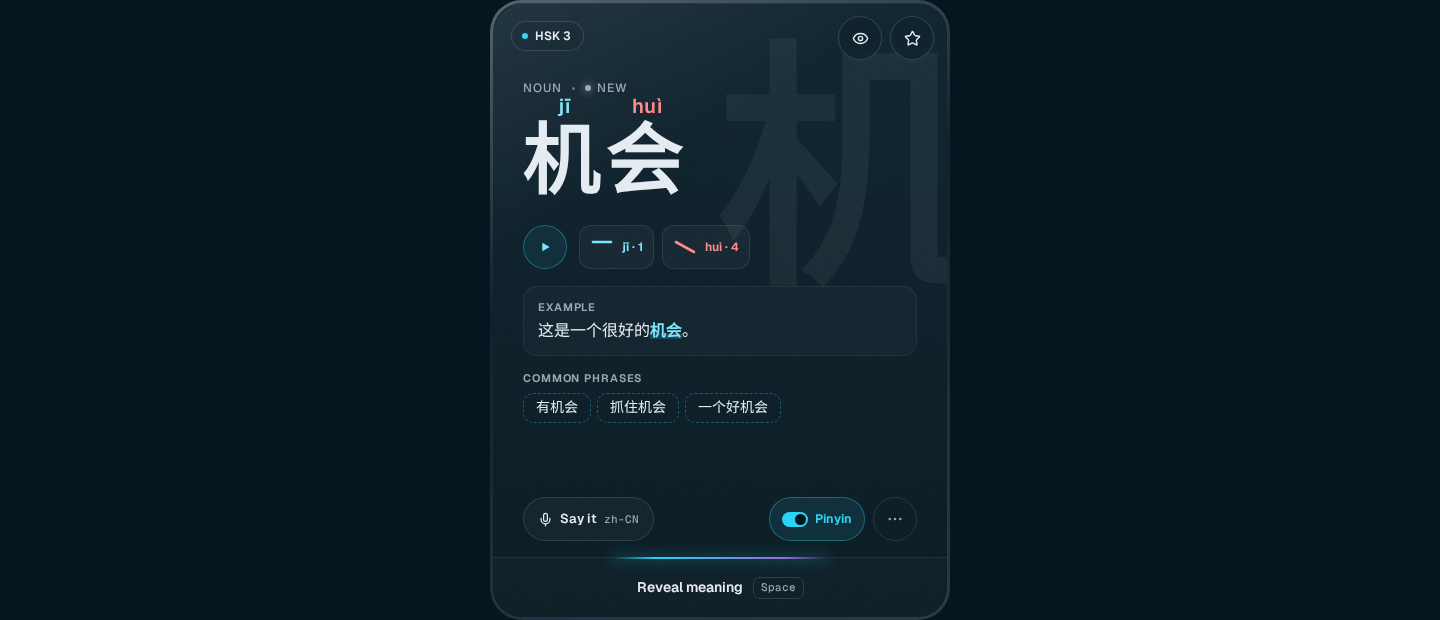 HSK 3
NOUN • NEW
jī huì
机会
jī · 1
huì · 4
EXAMPLE
这是一个很好的机会。
COMMON PHRASES
有机会
抓住机会
一个好机会
Say it zh-CN
Pinyin
Reveal meaning Space
机